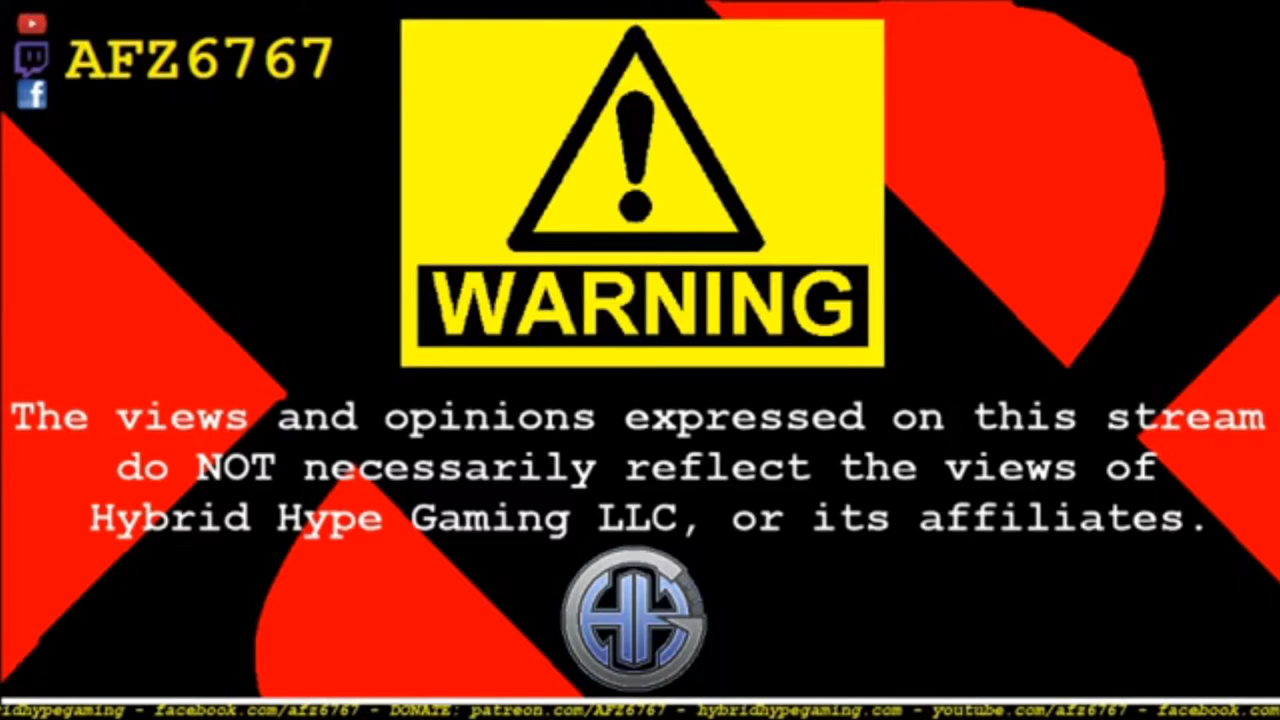 AFZ6767
WARNING
The views and opinions expressed on this stream
do NOT necessarily reflect the views of
Hybrid Hype Gaming LLC, or its affiliates.
ridhypegaming - facebook.com/afz6767 - DONATE: patreon.com/AFZ6767 - hybridhypegaming.com - youtube.com/afz6767 - facebook.com